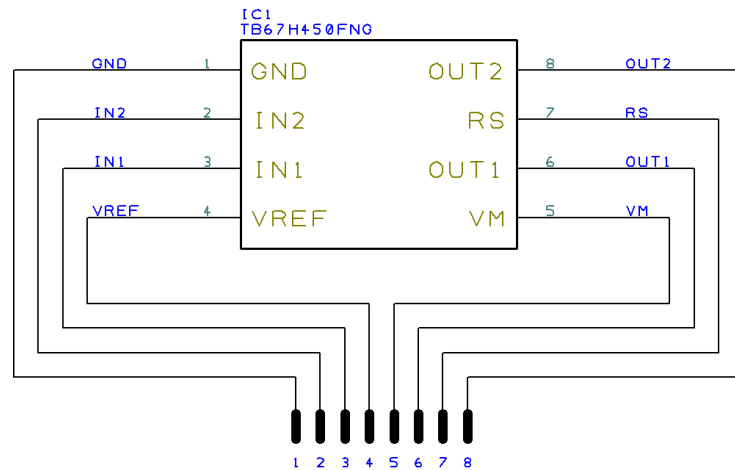 IC1
TB67H450FNG
GND 1 GND OUT2 8 OUT2
IN2 2 IN2 RS 7 RS
IN1 3 IN1 OUT1 6 OUT1
VREF 4 VREF VM 5 VM
1 2 3 4 5 6 7 8